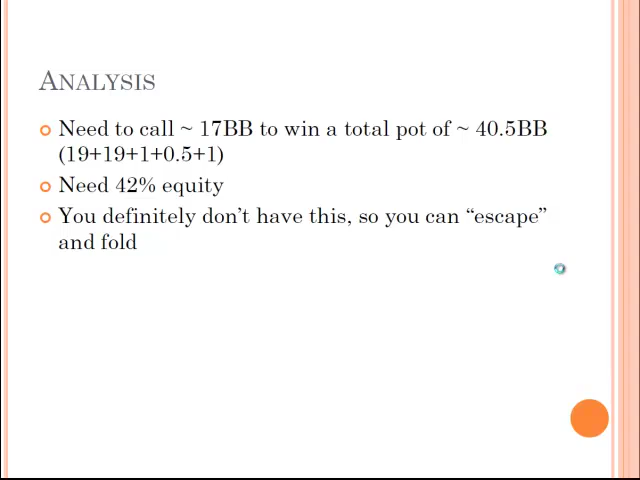 ANALYSIS
Need to call ~ 17BB to win a total pot of ~ 40.5BB
(19+19+1+0.5+1)
Need 42% equity
You definitely don't have this, so you can “escape”
and fold